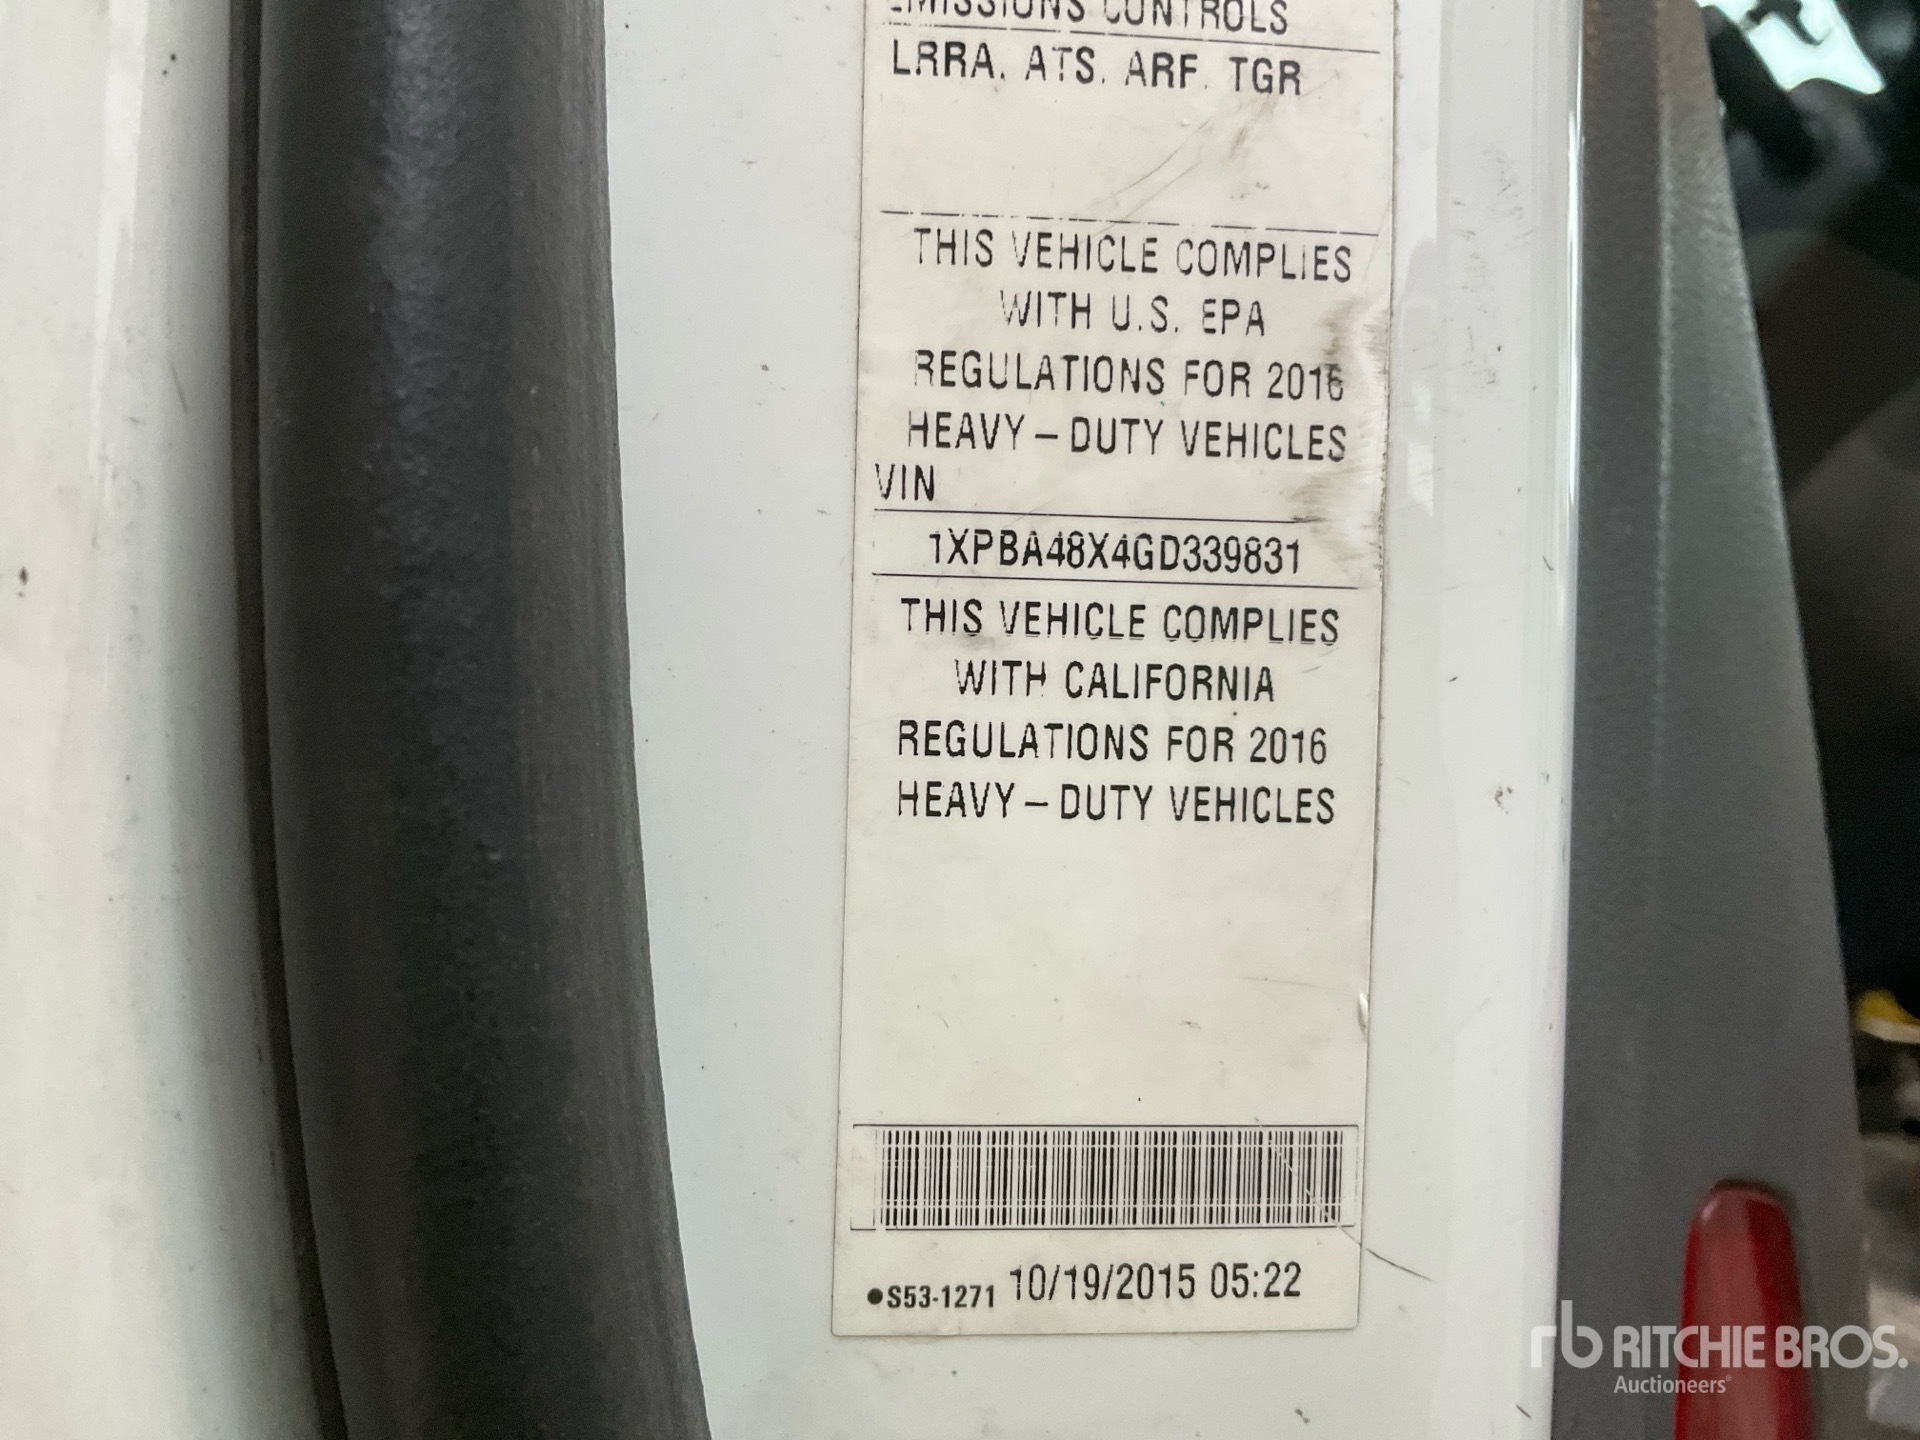 EMISSIONS CONTROLS
LRRA. ATS. ARF. TGR
THIS VEHICLE COMPLIES
WITH U.S. EPA
REGULATIONS FOR 2016
HEAVY – DUTY VEHICLES
VIN
1XPBA48X4GD339831
THIS VEHICLE COMPLIES
WITH CALIFORNIA
REGULATIONS FOR 2016
HEAVY – DUTY VEHICLES
●S53-1271 10/19/2015 05:22
rb RITCHIE BROS.
Auctioneers